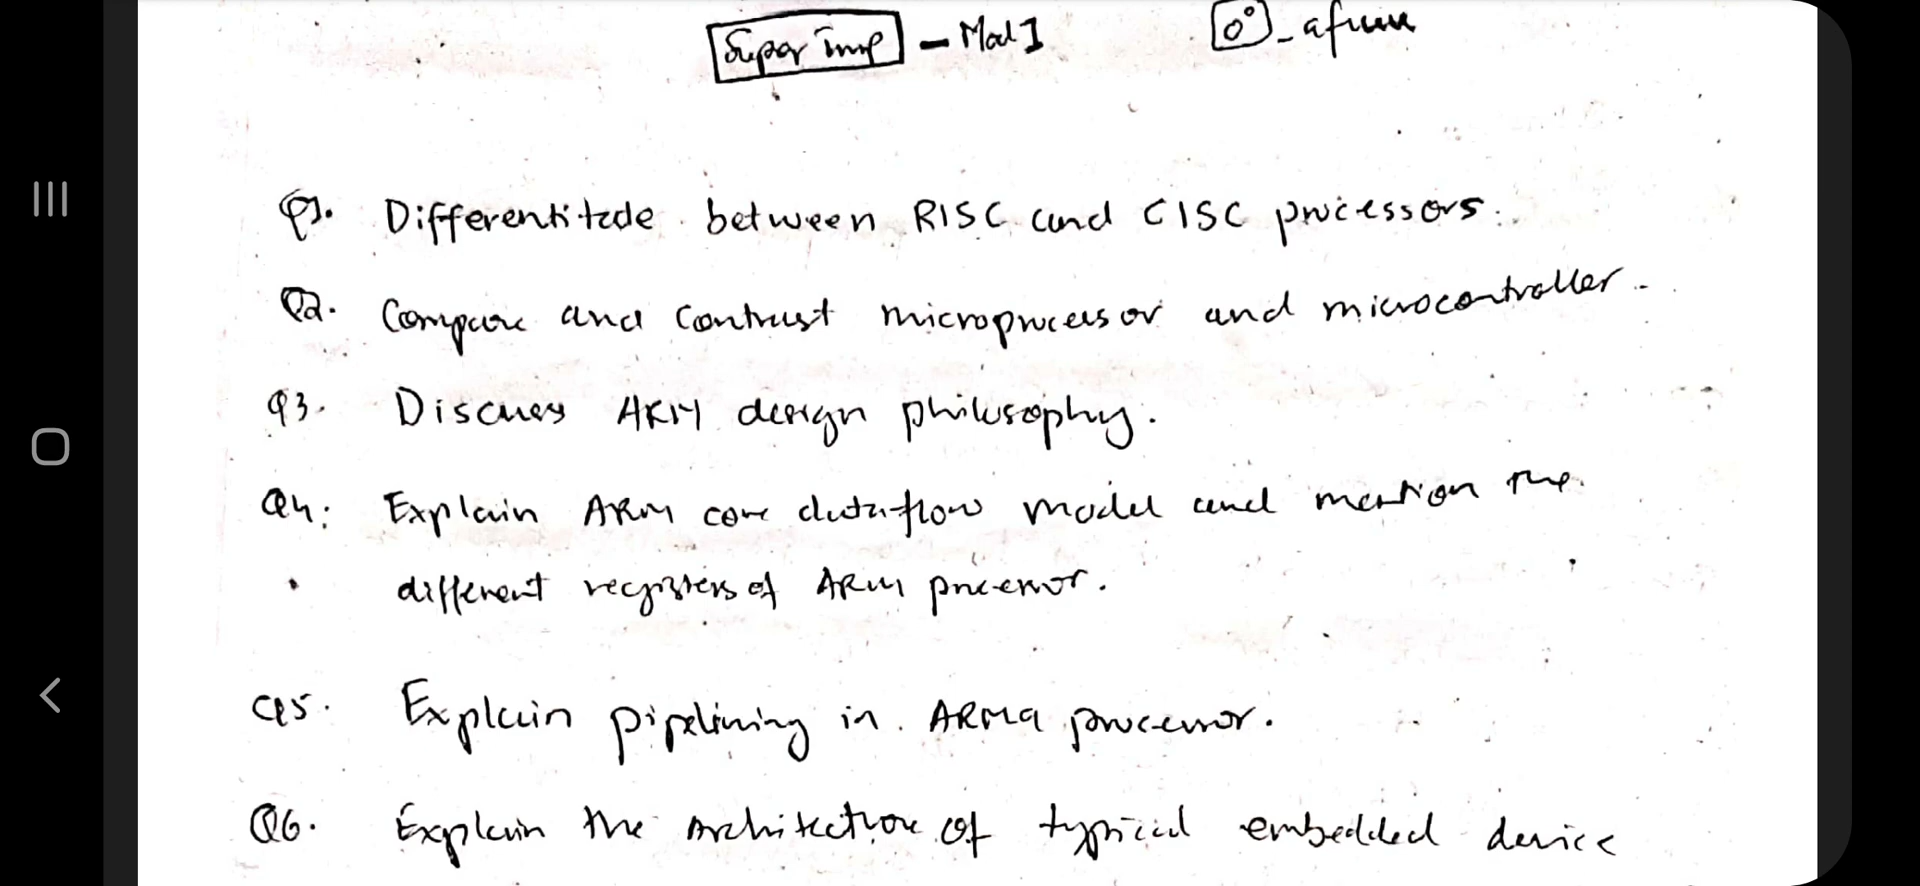 Super Imp - Mod 1
Q1. Differentitade between RISC and CISC processors.
Q2. Compare and contrast microprocessor and microcontroller.
Q3. Discuss ARM design philosophy.
Q4: Explain ARM core dataflow model and mention the
different registers of ARM processor.
Q5. Explain pipelining in ARM9 processor.
Q6. Explain the architecture of typical embedded device